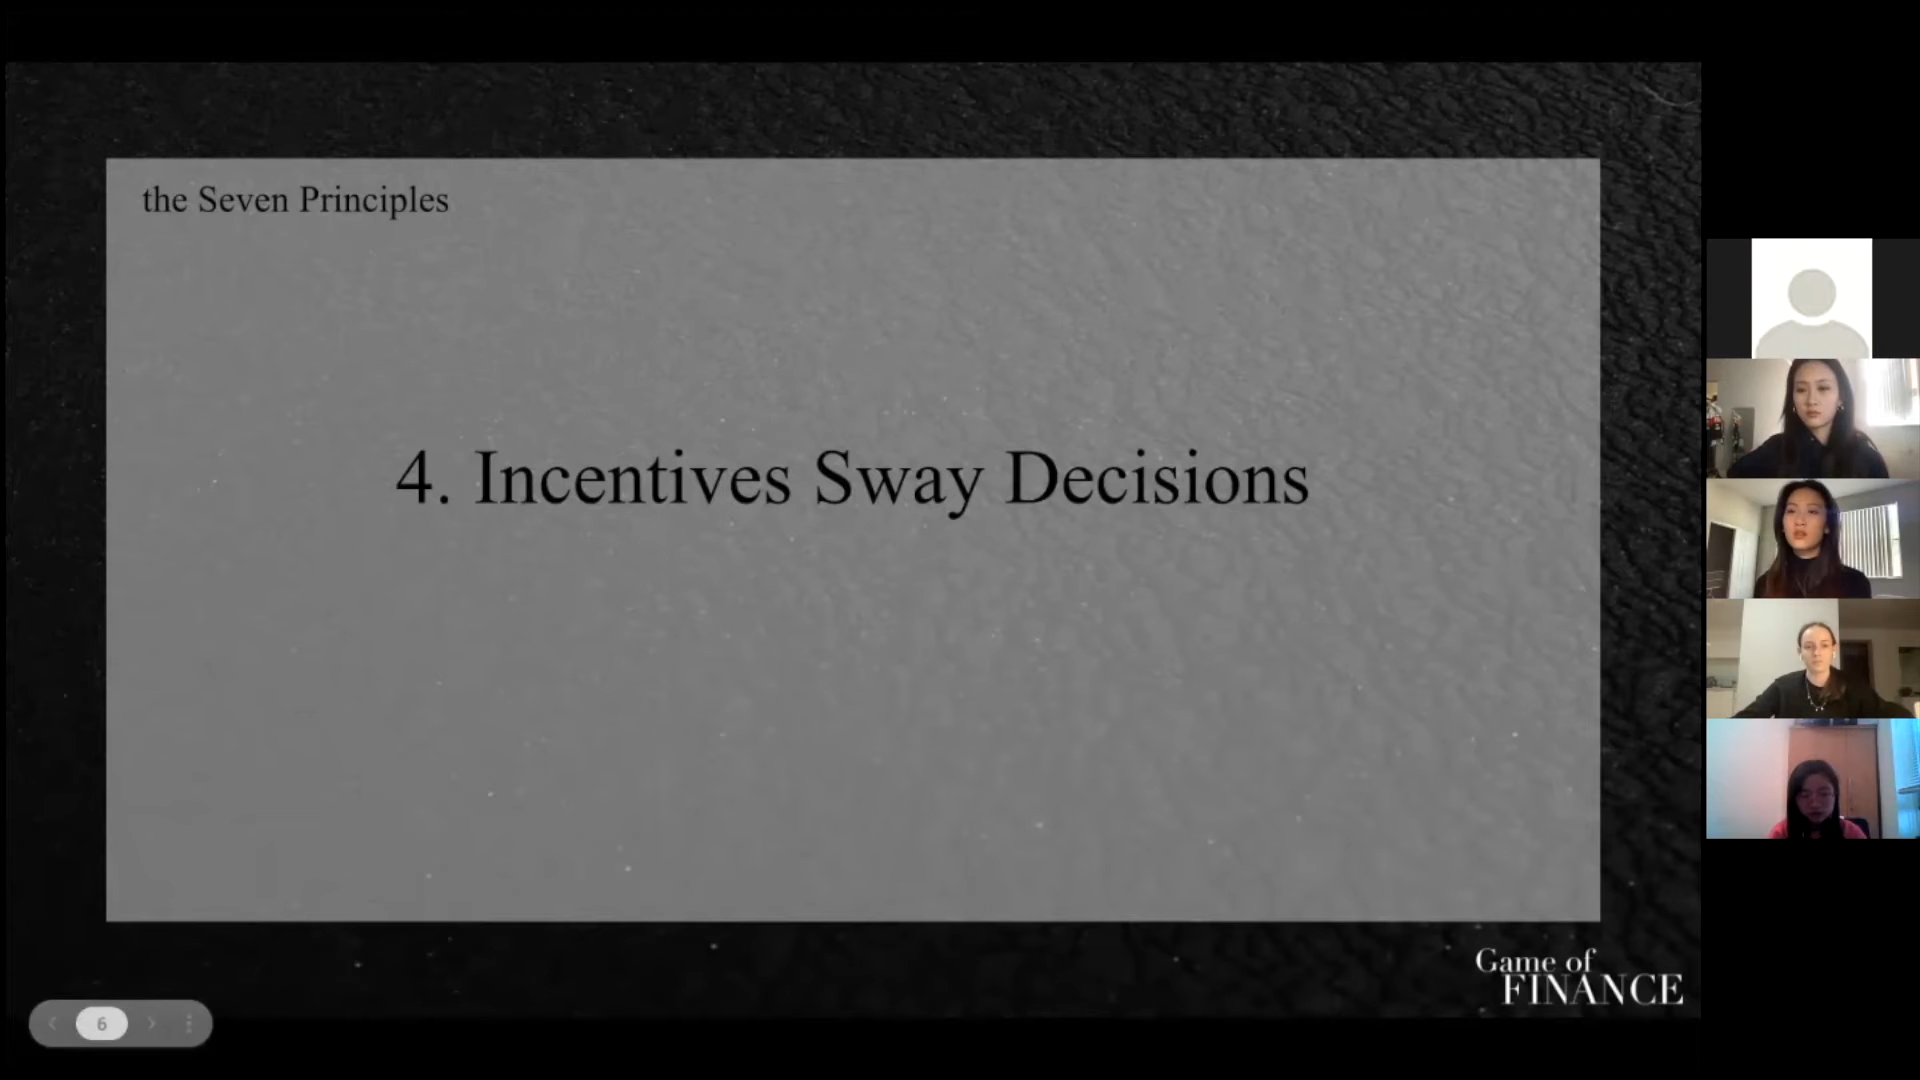 the Seven Principles
4. Incentives Sway Decisions
Game of
FINANCE
6